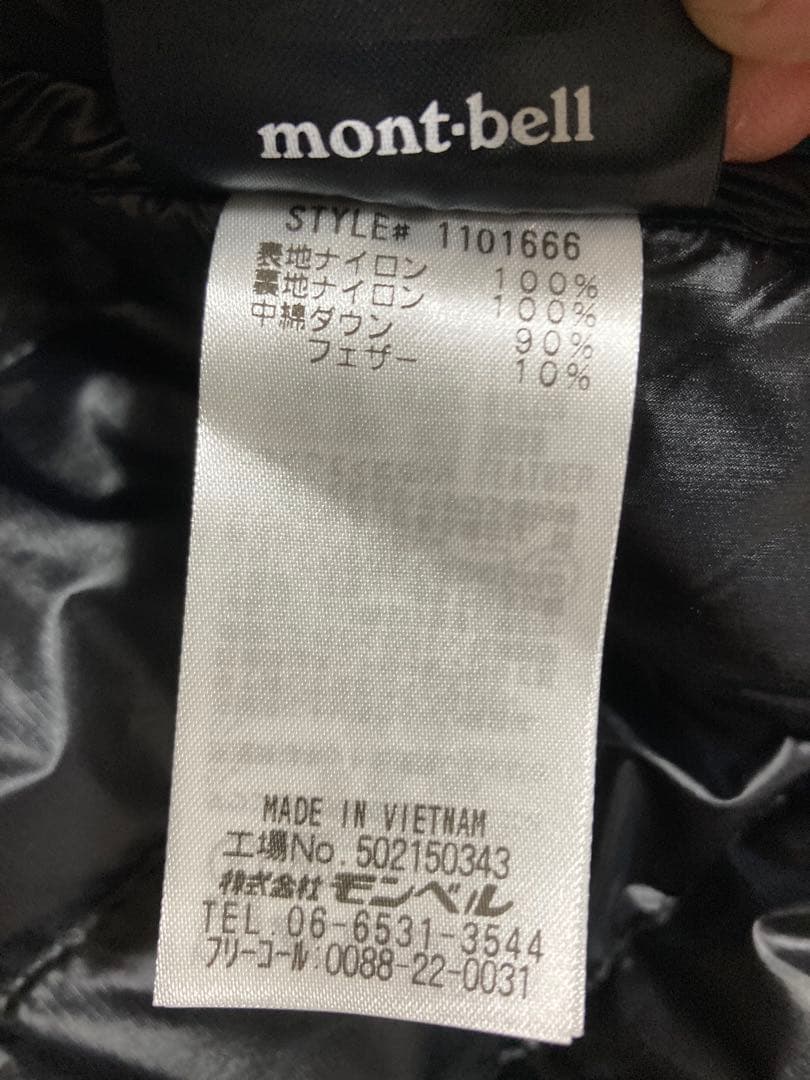 mont-bell
STYLE# 1101666
表地ナイロン 100%
裏地ナイロン 100%
中綿ダウン 90%
フェザー 10%
MADE IN VIETNAM
工場No.502150343
株式会社 モンベル
TEL.06-6531-3544
フリーコール:0088-22-0031